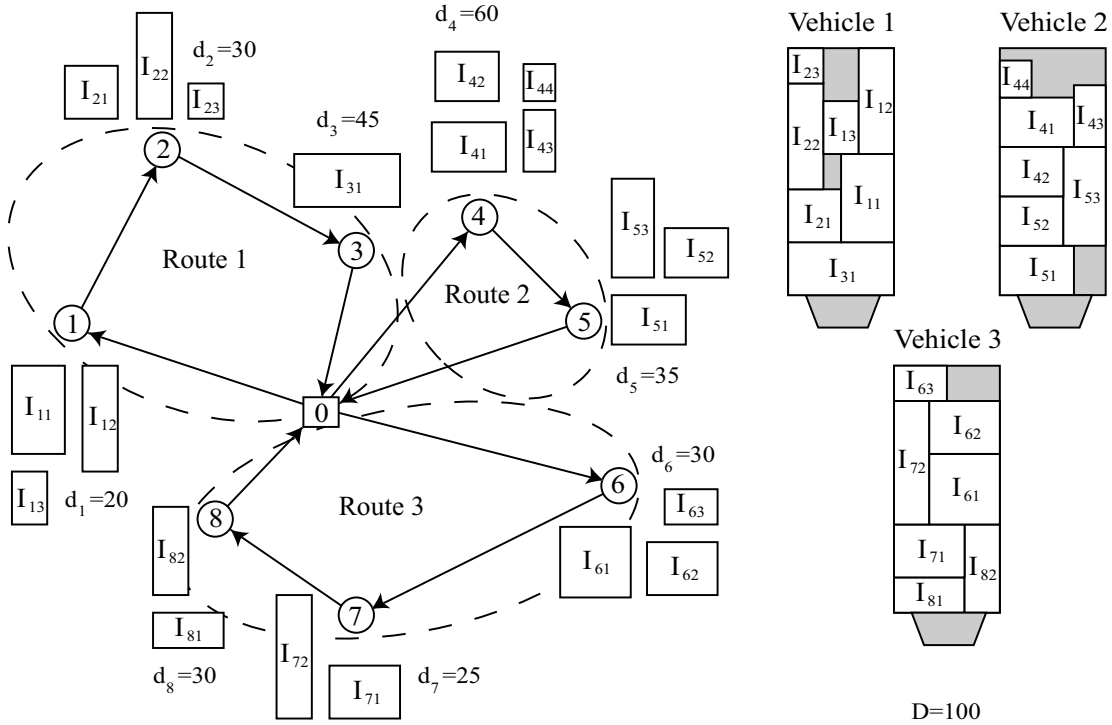 d₄=60
Vehicle 1
Vehicle 2
I₂₂
d₂=30
I₂₁
I₂₃
I₄₂
I₄₄
I₄₁
I₄₃
d₃=45
I₃₁
2
3
1
Route 1
4
5
Route 2
I₅₃
I₅₂
I₅₁
d₅=35
I₂₃
I₁₂
I₂₂
I₁₃
I₂₁
I₁₁
I₃₁
I₄₄
I₄₁
I₄₃
I₄₂
I₅₃
I₅₂
I₅₁
Vehicle 3
I₁₁
I₁₂
I₁₃
d₁=20
0
Route 3
6
d₆=30
I₆₃
I₆₁
I₆₂
8
I₈₂
I₈₁
d₈=30
7
I₇₂
I₇₁
d₇=25
I₆₃
I₇₂
I₆₂
I₆₁
I₇₁
I₈₂
I₈₁
D=100